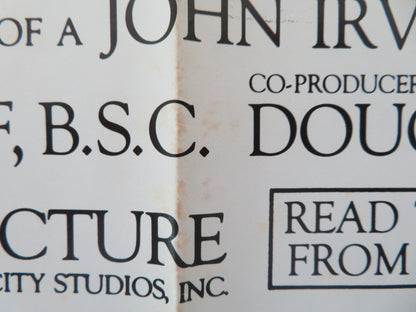 OF A JOHN IRV
CO-PRODUCER
F, B.S.C. DOUG
CTURE
CITY STUDIOS, INC.
READ
FROM